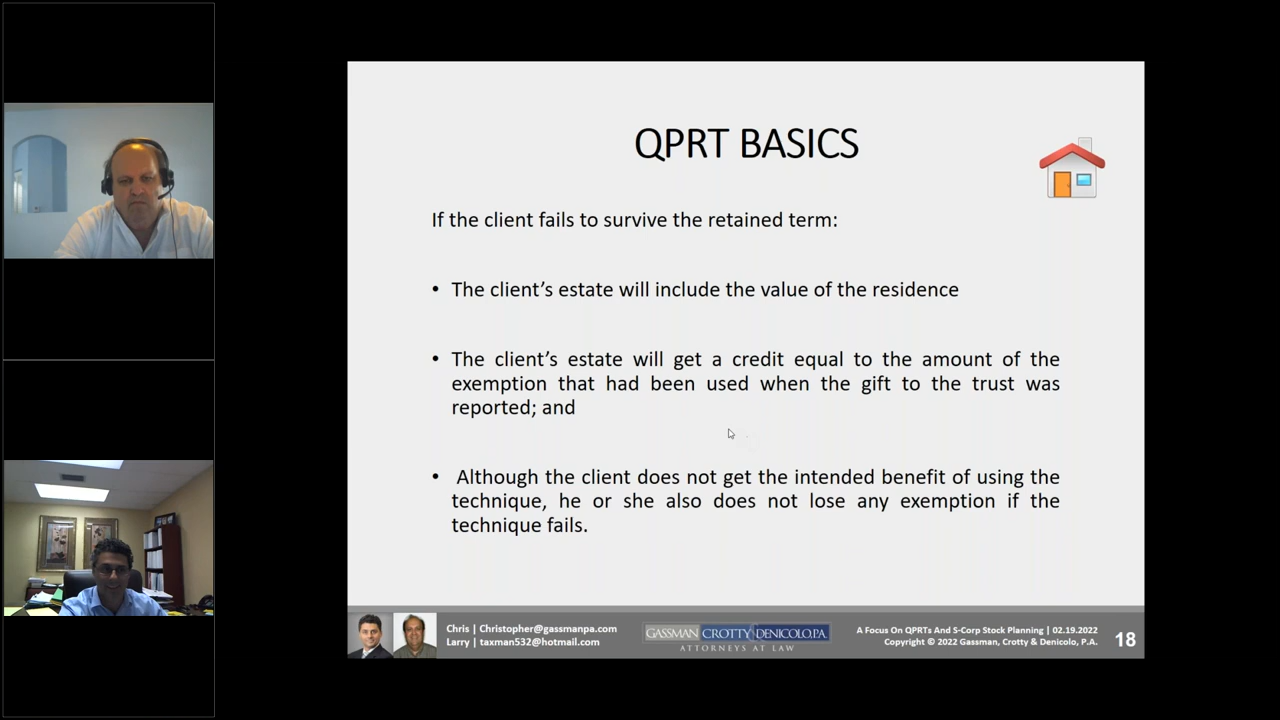 QPRT BASICS
If the client fails to survive the retained term:
• The client’s estate will include the value of the residence
• The client’s estate will get a credit equal to the amount of the
exemption that had been used when the gift to the trust was
reported; and
• Although the client does not get the intended benefit of using the
technique, he or she also does not lose any exemption if the
technique fails.
Chris | Christopher@gassmanpa.com
Larry | taxman532@hotmail.com
GASSMAN CROTTY DENICOLO, P.A.
ATTORNEYS AT LAW
A Focus On QPRTs And S-Corp Stock Planning | 02.19.2022
Copyright © 2022 Gassman, Crotty & Denicolo, P.A.
18